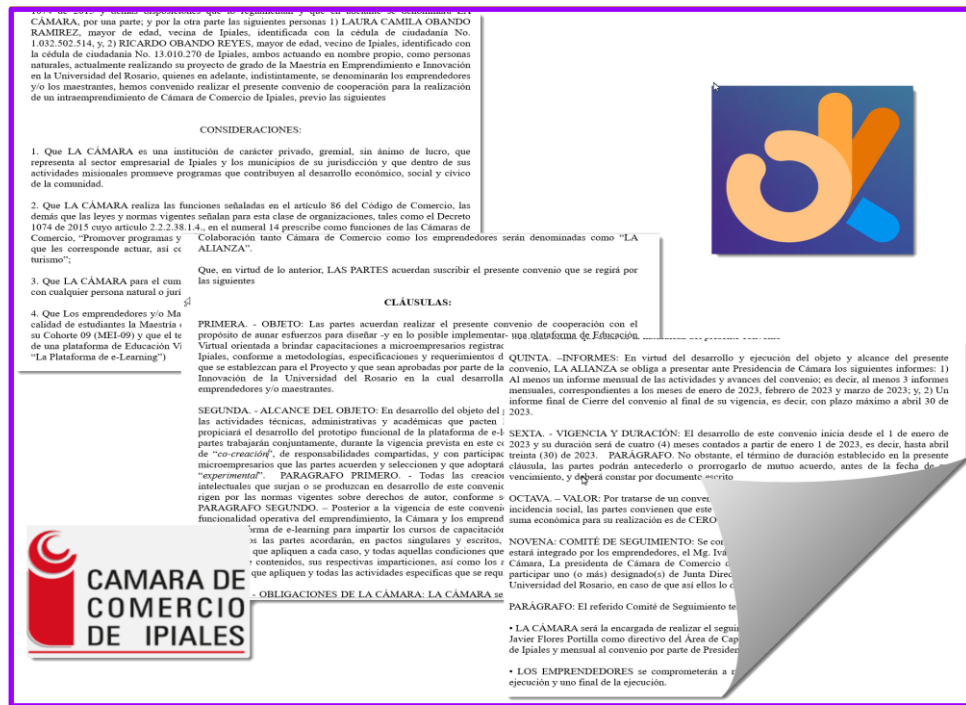 1074 de 2015 y demás disposiciones que lo reglamentan y que en adelante se denominará LA
CÁMARA, por una parte; y por la otra parte las siguientes personas 1) LAURA CAMILA OBANDO
RAMIREZ, mayor de edad, vecina de Ipiales, identificada con la cédula de ciudadanía No.
1.032.502.514, y, 2) RICARDO OBANDO REYES, mayor de edad, vecino de Ipiales, identificado con
la cédula de ciudadanía No. 13.010.270 de Ipiales, ambos actuando en nombre propio, como personas
naturales, actualmente realizando su proyecto de grado de la Maestría en Emprendimiento e Innovación
en la Universidad del Rosario, quienes en adelante, indistintamente, se denominarán los emprendedores
y/o los maestrantes, hemos convenido realizar el presente convenio de cooperación para la realización
de un intraemprendimiento de Cámara de Comercio de Ipiales, previo las siguientes
CONSIDERACIONES:
1. Que LA CÁMARA es una institución de carácter privado, gremial, sin ánimo de lucro, que
representa al sector empresarial de Ipiales y los municipios de su jurisdicción y que dentro de sus
actividades misionales promueve programas que contribuyen al desarrollo económico, social y cívico
de la comunidad.
2. Que LA CÁMARA realiza las funciones señaladas en el artículo 86 del Código de Comercio, las
demás que las leyes y normas vigentes señalan para esta clase de organizaciones, tales como el Decreto
1074 de 2015 cuyo artículo 2.2.2.38.1.4., en el numeral 14 prescribe como funciones de las Cámaras de
Comercio, “Promover programas y
que les corresponde actuar, así co
turismo”;
3. Que LA CÁMARA para el cum
con cualquier persona natural o juri
4. Que Los emprendedores y/o Ma
calidad de estudiantes la Maestría
su Cohorte 09 (MEI-09) y que el te
de una plataforma de Educación Vi
“La Plataforma de e-Learning”)
Colaboración tanto Cámara de Comercio como los emprendedores serán denominadas como “LA
ALIANZA”.
Que, en virtud de lo anterior, LAS PARTES acuerdan suscribir el presente convenio que se regirá por
las siguientes
CLÁUSULAS:
PRIMERA. - OBJETO: Las partes acuerdan realizar el presente convenio de cooperación con el
propósito de aunar esfuerzos para diseñar -y en lo posible implementar- una plataforma de Educación
Virtual orientada a brindar capacitaciones a microempresarios registrad
Ipiales, conforme a metodologías, especificaciones y requerimientos d
que se establezcan para el Proyecto y que sean aprobadas por parte de la
Innovación de la Universidad del Rosario en la cual desarrolla
emprendedores y/o maestrantes.
SEGUNDA. - ALCANCE DEL OBJETO: En desarrollo del objeto del
las actividades técnicas, administrativas y académicas que pacten
propiciará el desarrollo del prototipo funcional de la plataforma de e-l
partes trabajarán conjuntamente, durante la vigencia prevista en este co
de “co-creación”, de responsabilidades compartidas, y con participac
microempresarios que las partes acuerden y seleccionen y que adoptará
“experimental”. PARAGRAFO PRIMERO. - Todas las creacion
intelectuales que surjan o se produzcan en desarrollo de este convenio
rigen por las normas vigentes sobre derechos de autor, conforme s
PARAGRAFO SEGUNDO. – Posterior a la vigencia de este conveni
funcionalidad operativa del emprendimiento, la Cámara y los emprend
orma de e-learning para impartir los cursos de capacitación
os las partes acordarán, en pactos singulares y escritos,
que apliquen a cada caso, y todas aquellas condiciones que
contenidos, sus respectivas imparticiones, así como los
que apliquen y todas las actividades específicas que se requ
- OBLIGACIONES DE LA CÁMARA: LA CÁMARA se
QUINTA. –INFORMES: En virtud del desarrollo y ejecución del objeto y alcance del presente
convenio, LA ALIANZA se obliga a presentar ante Presidencia de Cámara los siguientes informes: 1)
Al menos un informe mensual de las actividades y avances del convenio; es decir, al menos 3 informes
mensuales, correspondientes a los meses de enero de 2023, febrero de 2023 y marzo de 2023; y, 2) Un
informe final de Cierre del convenio al final de su vigencia, es decir, con plazo máximo a abril 30 de
2023.
SEXTA. - VIGENCIA Y DURACIÓN: El desarrollo de este convenio inicia desde el 1 de enero de
2023 y su duración será de cuatro (4) meses contados a partir de enero 1 de 2023, es decir, hasta abril
treinta (30) de 2023. PARÁGRAFO. No obstante, el término de duración establecido en la presente
cláusula, las partes podrán antecederlo o prorrogarlo de mutuo acuerdo, antes de la fecha de
vencimiento, y deberá constar por documento escrito
OCTAVA. – VALOR: Por tratarse de un conven
incidencia social, las partes convienen que este
suma económica para su realización es de CERO
NOVENA: COMITÉ DE SEGUIMIENTO: Se con
estará integrado por los emprendedores, el Mg. Ivá
Cámara, La presidenta de Cámara de Comercio d
participar uno (o más) designado(s) de Junta Direc
Universidad del Rosario, en caso de que así ellos lo
PARÁGRAFO: El referido Comité de Seguimiento te
• LA CÁMARA será la encargada de realizar el segui
Javier Flores Portilla como directivo del Área de Cap
de Ipiales y mensual al convenio por parte de Presiden
• LOS EMPRENDEDORES se comprometerán a r
ejecución y uno final de la ejecución.
CAMARA DE
COMERCIO
DE IPIALES